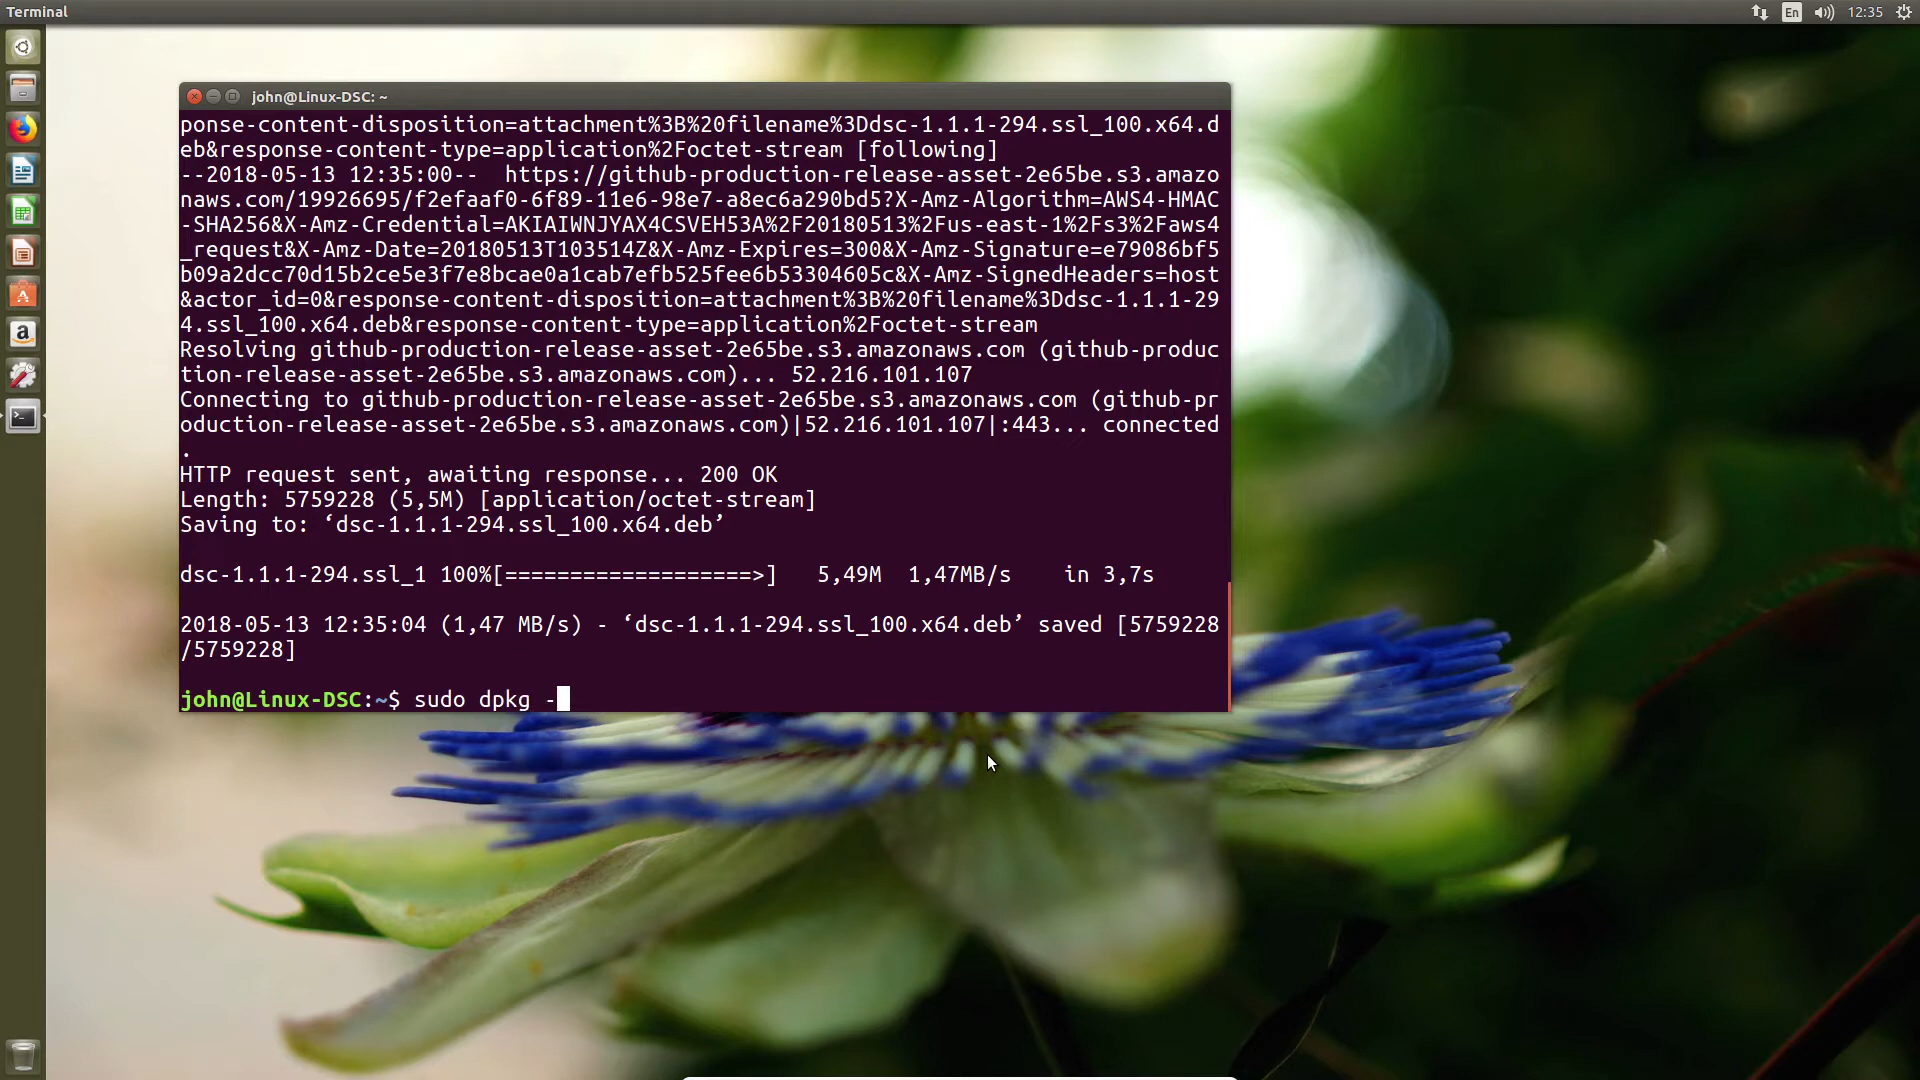 Terminal
En
12:35
john@Linux-DSC: ~
ponse-content-disposition=attachment%3B%20filename%3Ddsc-1.1.1-294.ssl_100.x64.d
eb&response-content-type=application%2Foctet-stream [following]
--2018-05-13 12:35:00--  https://github-production-release-asset-2e65be.s3.amazo
naws.com/19926695/f2efaaf0-6f89-11e6-98e7-a8ec6a290bd5?X-Amz-Algorithm=AWS4-HMAC
-SHA256&X-Amz-Credential=AKIAIWNJYAX4CSVEH53A%2F20180513%2Fus-east-1%2Fs3%2Faws4
_request&X-Amz-Date=20180513T103514Z&X-Amz-Expires=300&X-Amz-Signature=e79086bf5
b09a2dcc70d15b2ce5e3f7e8bcae0a1cab7efb525fee6b53304605c&X-Amz-SignedHeaders=host
&actor_id=0&response-content-disposition=attachment%3B%20filename%3Ddsc-1.1.1-29
4.ssl_100.x64.deb&response-content-type=application%2Foctet-stream
Resolving github-production-release-asset-2e65be.s3.amazonaws.com (github-produc
tion-release-asset-2e65be.s3.amazonaws.com)... 52.216.101.107
Connecting to github-production-release-asset-2e65be.s3.amazonaws.com (github-pr
oduction-release-asset-2e65be.s3.amazonaws.com)|52.216.101.107|:443... connected
.
HTTP request sent, awaiting response... 200 OK
Length: 5759228 (5,5M) [application/octet-stream]
Saving to: ‘dsc-1.1.1-294.ssl_100.x64.deb’
dsc-1.1.1-294.ssl_1 100%[===================>]   5,49M  1,47MB/s    in 3,7s
2018-05-13 12:35:04 (1,47 MB/s) - ‘dsc-1.1.1-294.ssl_100.x64.deb’ saved [5759228
/5759228]
john@Linux-DSC:~$ sudo dpkg -